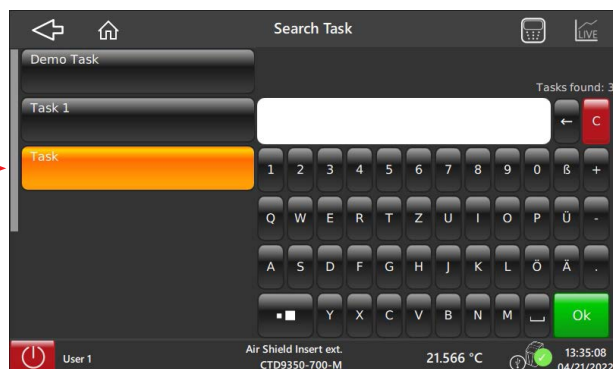 Search Task
LIVE
Demo Task
Tasks found: 3
Task 1
← C
Task
1 2 3 4 5 6 7 8 9 0 ß +
Q W E R T Z U I O P Ü -
A S D F G H J K L Ö Ä .
Y X C V B N M Ok
User 1
Air Shield Insert ext.
CTD9350-700-M
21.566 °C
13:35:08
04/21/2022